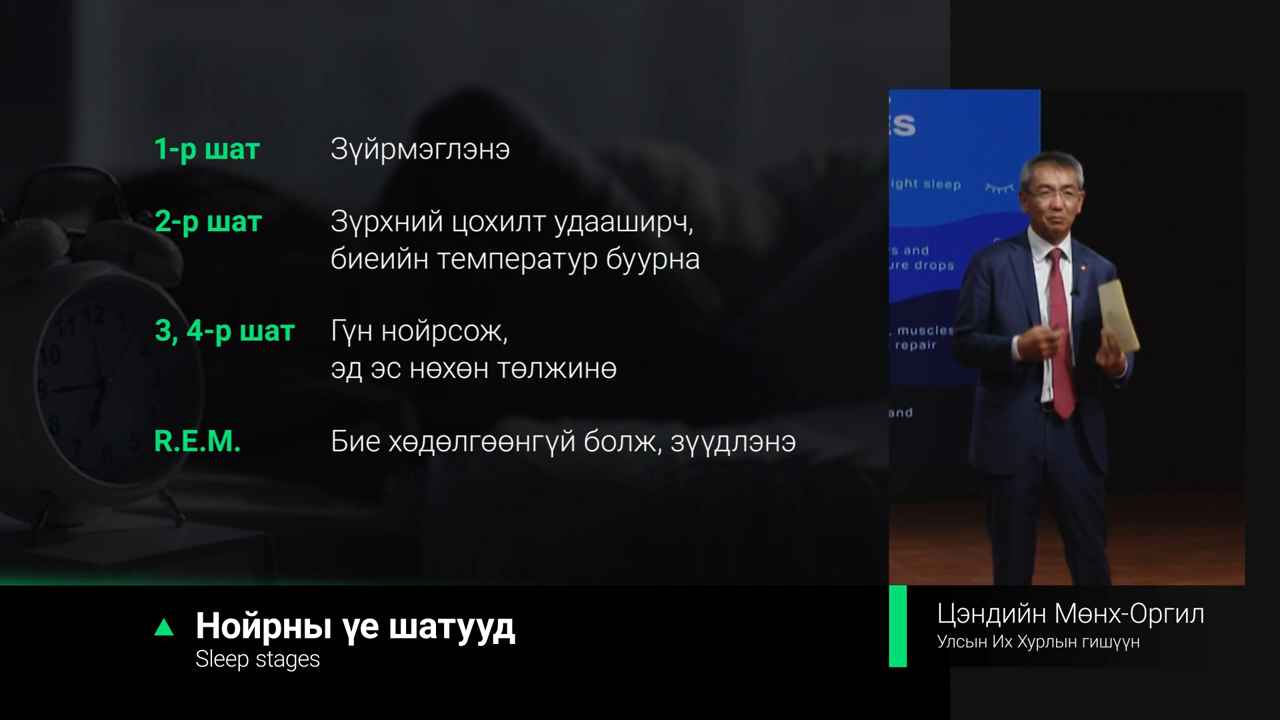 1-р шат Зүйрмэглэнэ
2-р шат Зүрхний цохилт удааширч,
биеийн температур буурна
3, 4-р шат Гүн нойрсож,
эд эс нөхөн төлжинө
R.E.M. Бие хөдөлгөөнгүй болж, зүүдлэнэ
Нойрны үе шатууд
Sleep stages
ight sleep
and
ure drops
muscles
repair
and
Цэндийн Мөнх-Оргил
Улсын Их Хурлын гишүүн
12
11